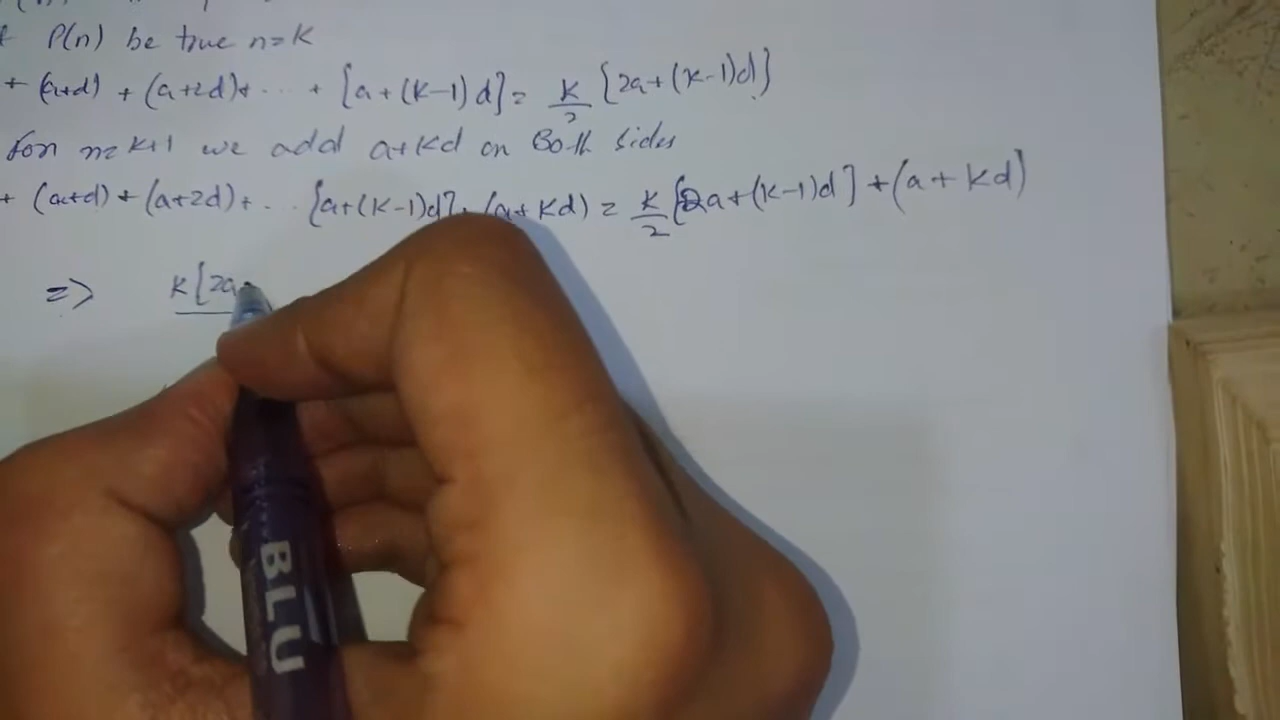 P(n) be true n=k
+ (a+d) + (a+2d)+ ... + [a+(k-1)d] = k/2 [2a+(k-1)d]
for n=k+1 we add a+kd on Both sides
+ (a+d) + (a+2d)+ ... [a+(k-1)d]+ (a+kd) = k/2 [2a+(k-1)d] + (a+kd)
=> k[2a
BLU